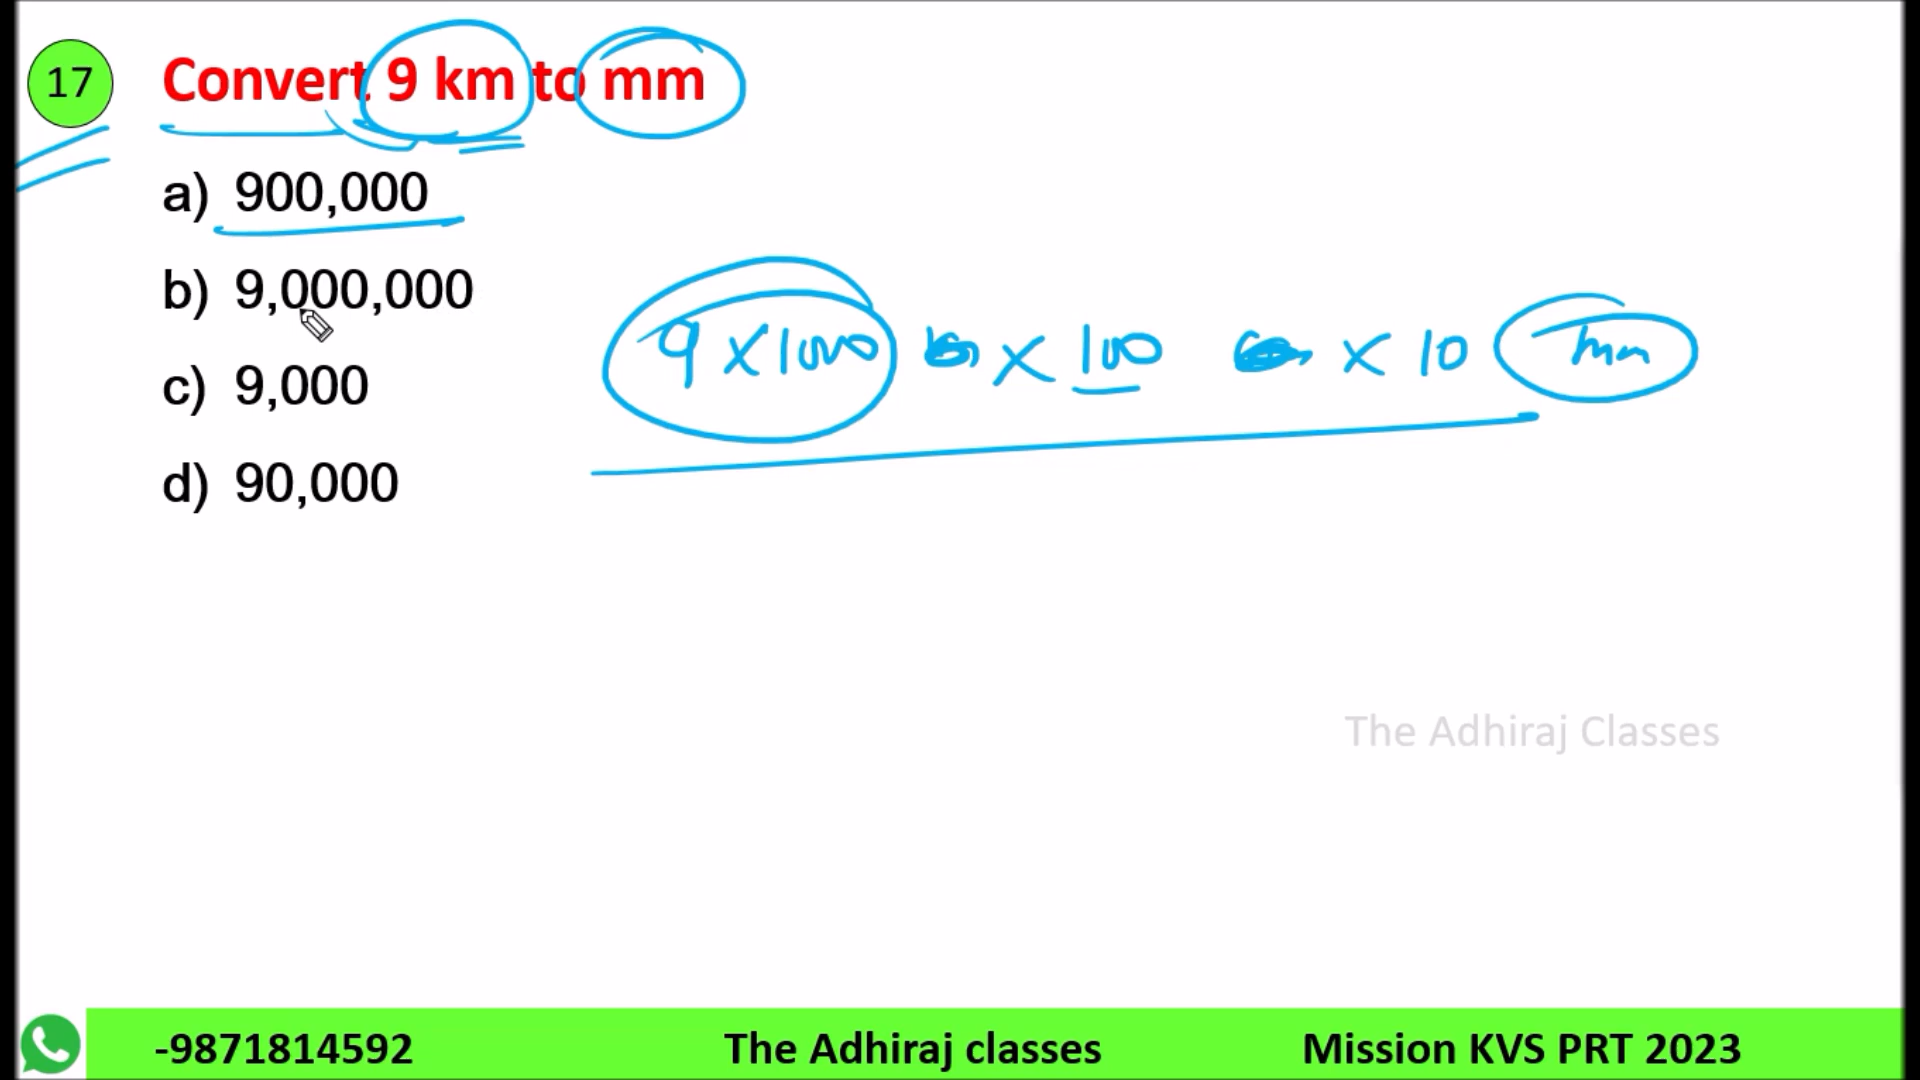 17 Convert 9 km to mm
a) 900,000
b) 9,000,000
9 × 1000 × 100 × 10 mm
c) 9,000
d) 90,000
The Adhiraj Classes
-9871814592 The Adhiraj classes Mission KVS PRT 2023